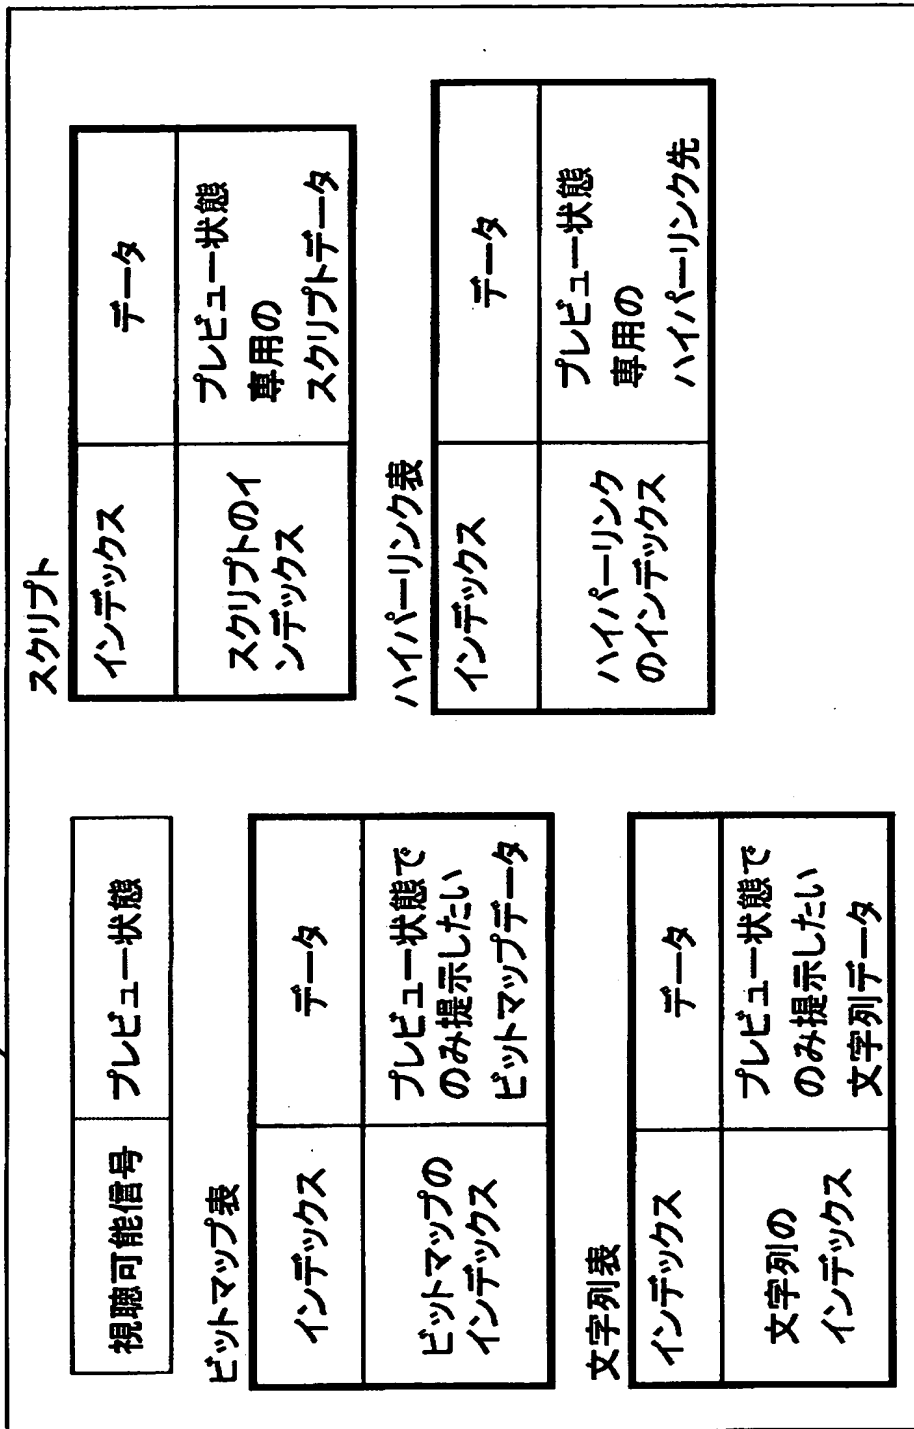 視聴可能信号 プレビュー状態
ビットマップ表
インデックス データ
ビットマップの
インデックス
プレビュー状態で
のみ提示したい
ビットマップデータ
文字列表
インデックス データ
文字列の
インデックス
プレビュー状態で
のみ提示したい
文字列データ
スクリプト
インデックス データ
スクリプトのイ
ンデックス
プレビュー状態
専用の
スクリプトデータ
ハイパーリンク表
インデックス データ
ハイパーリンク
のインデックス
プレビュー状態
専用の
ハイパーリンク先